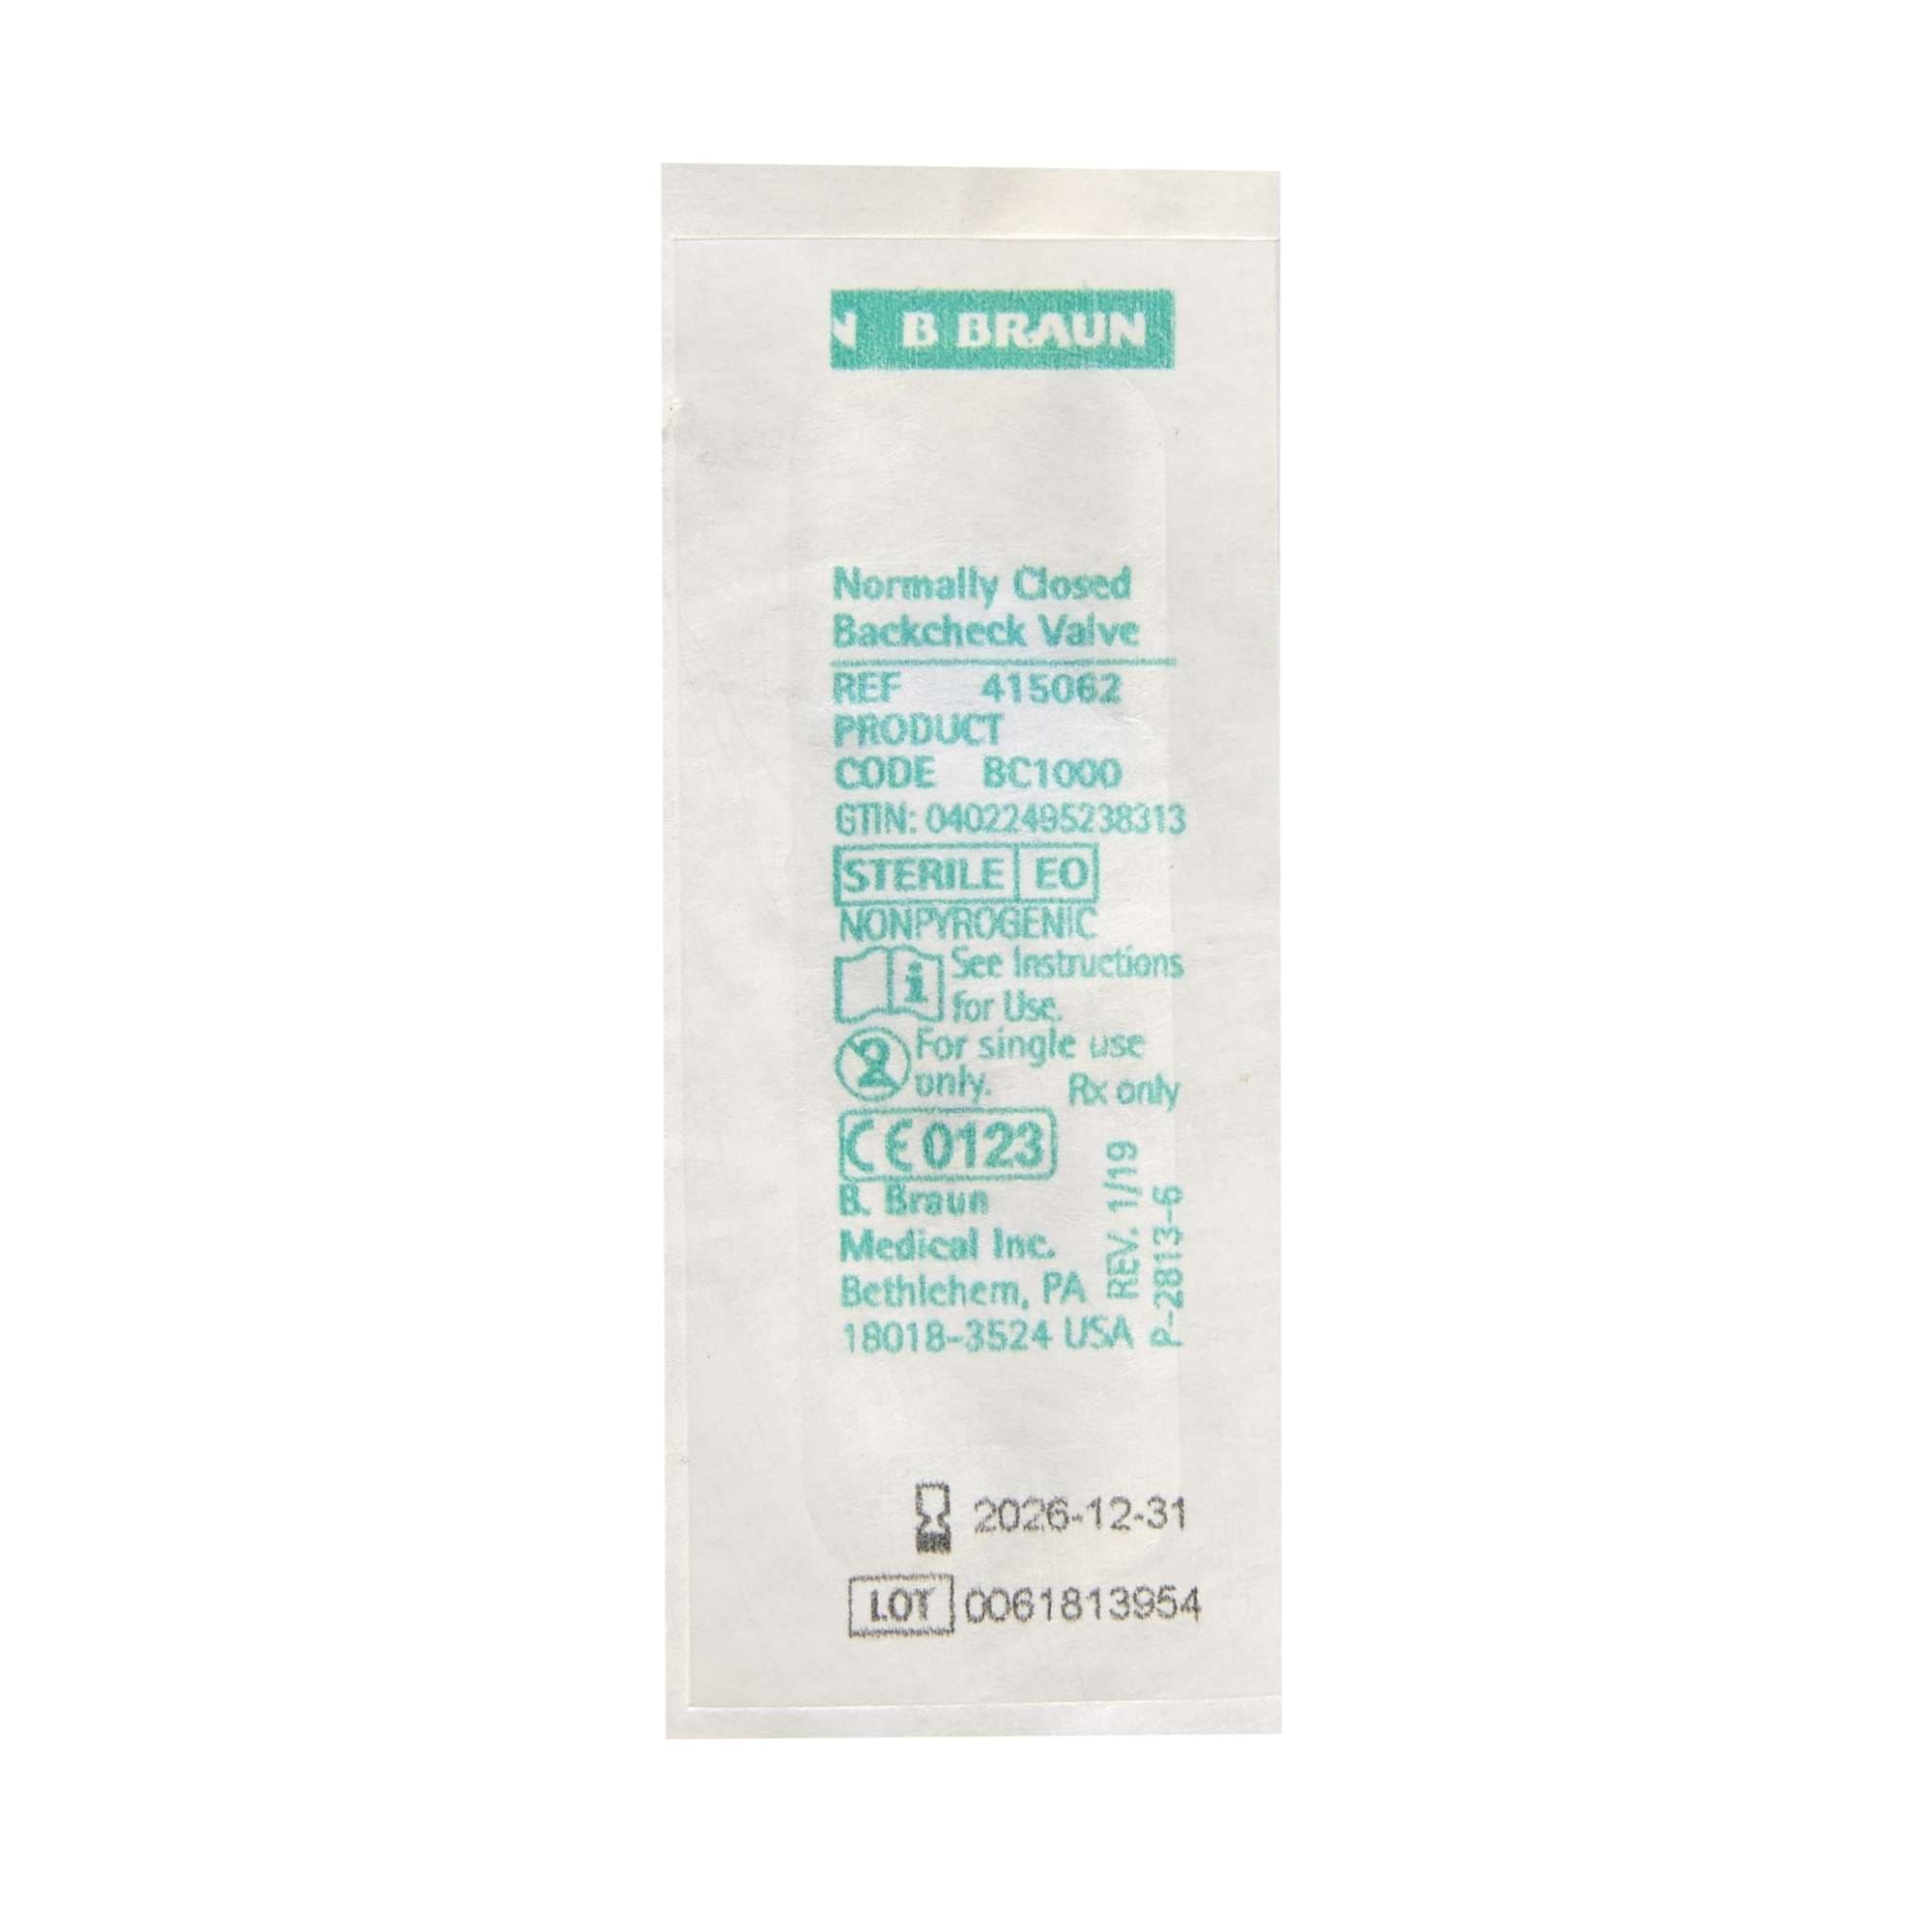 N B BRAUN
Normally Closed
Backcheck Valve
REF 415062
PRODUCT
CODE BC1000
GTIN: 04022495238313
STERILE EO
NONPYROGENIC
i See Instructions
for Use.
2 For single use
only. Rx only
CE 0123
B. Braun
Medical Inc.
Bethlehem, PA
18018-3524 USA
REV. 1/19
P-2813-6
2026-12-31
LOT 0061813954